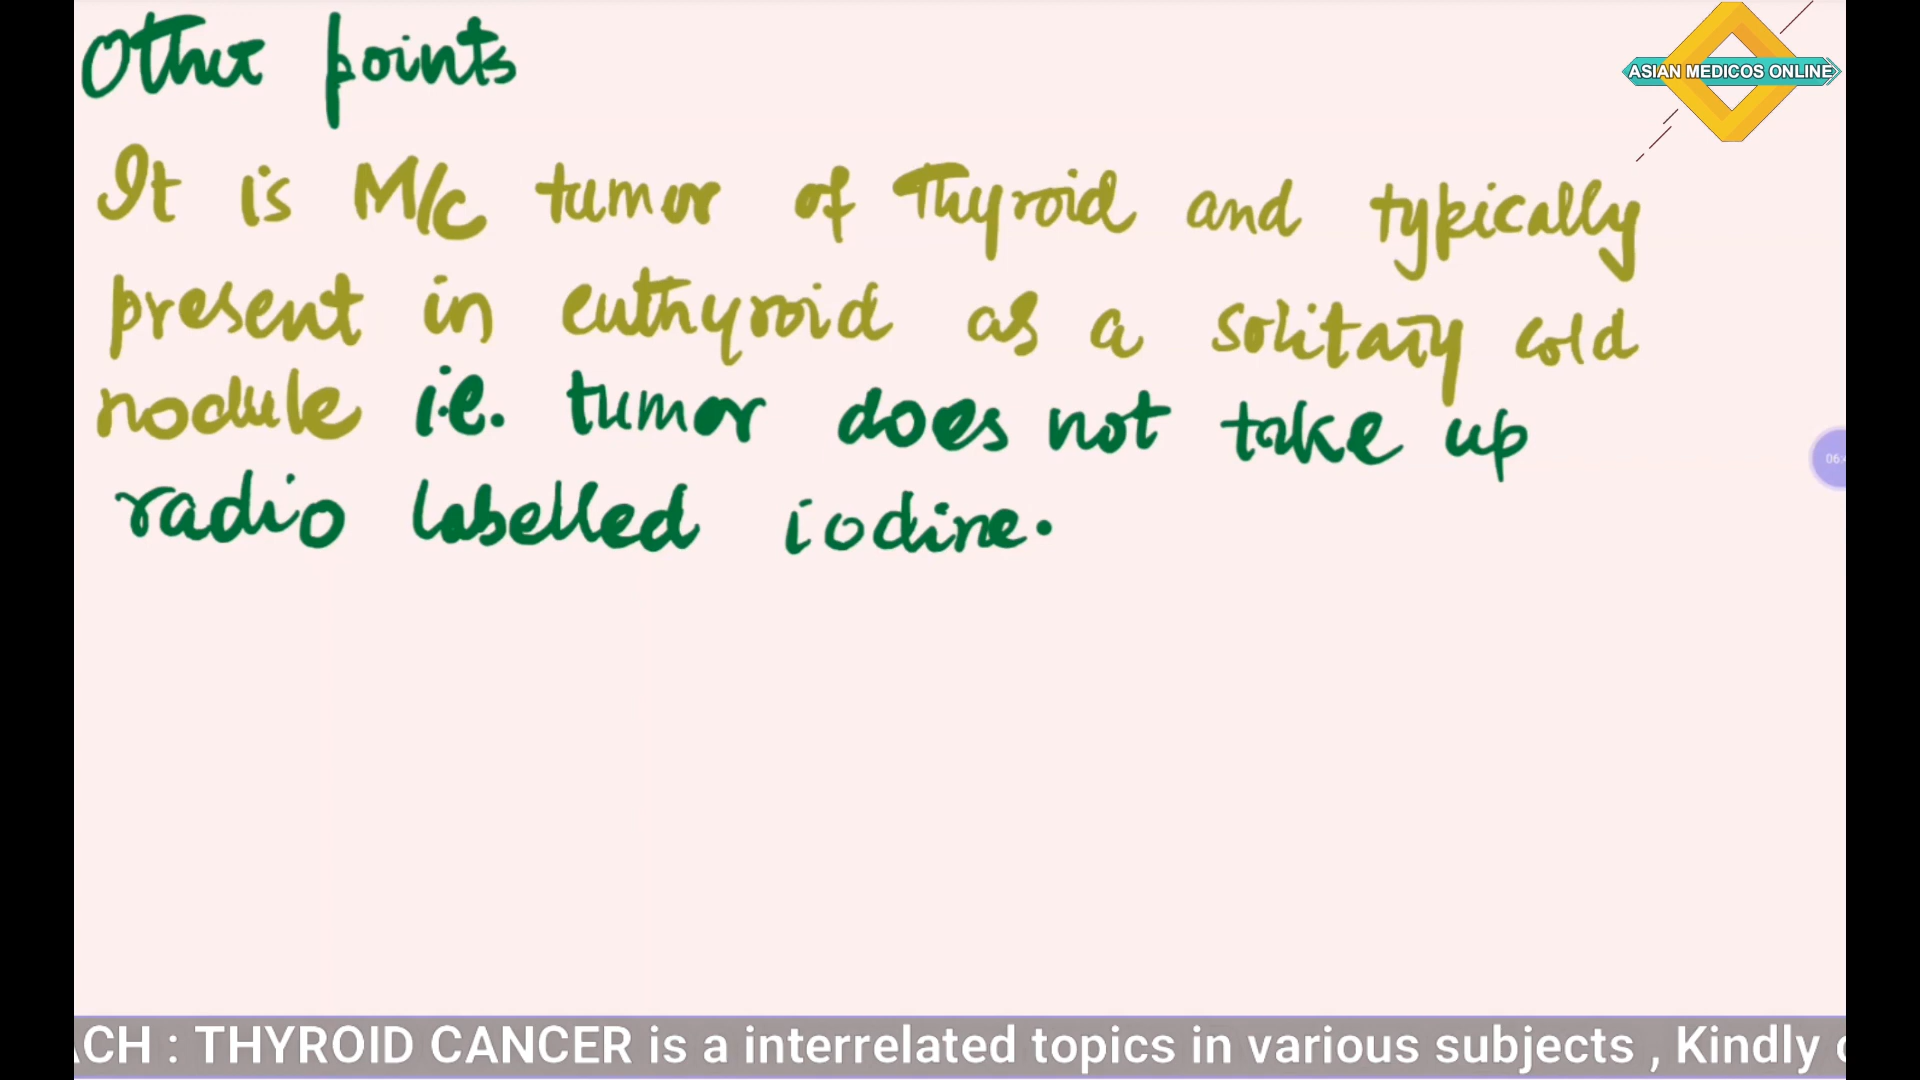 Other points
ASIAN MEDICOS ONLINE
It is M/c tumor of Thyroid and typically
present in euthyroid as a solitary cold
nodule i.e. tumor does not take up
radio labelled iodine.
ACH : THYROID CANCER is a interrelated topics in various subjects , Kindly